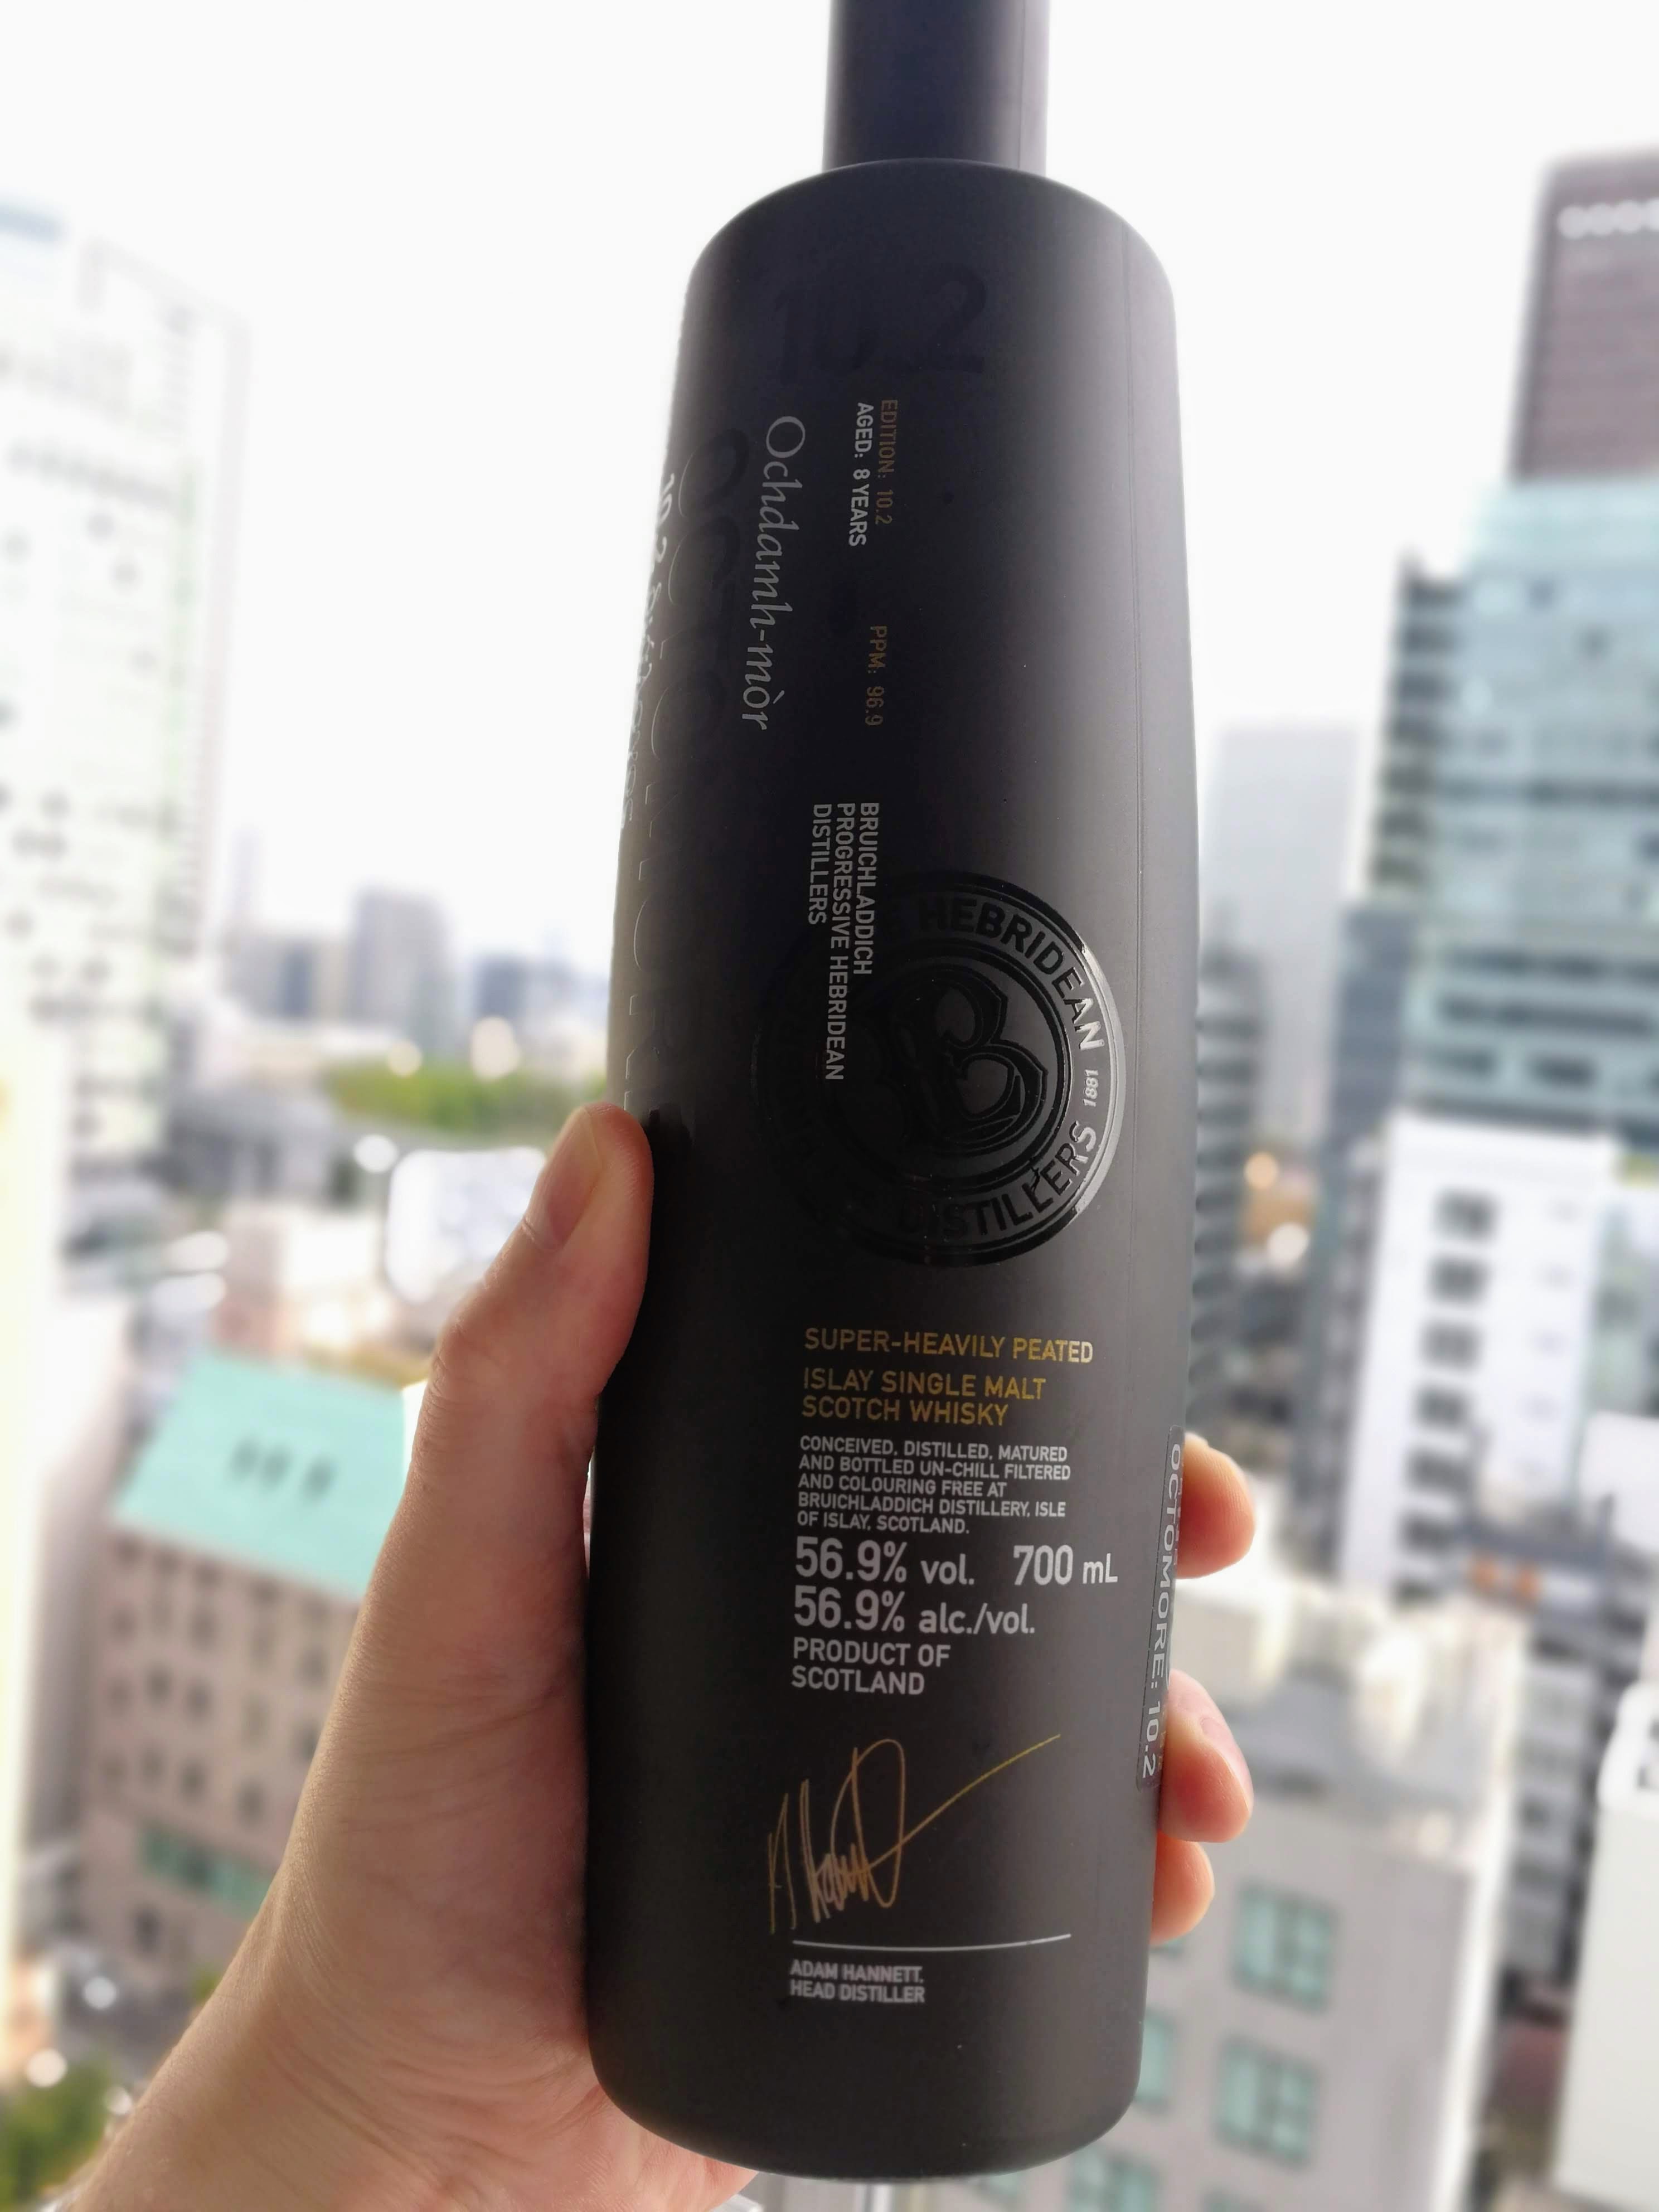 10.2
EDITION: 10.2
AGED: 8 YEARS
PPM: 96.9
Ochdamh-mòr
BRUICHLADDICH
PROGRESSIVE HEBRIDEAN
DISTILLERS
HEBRIDEAN 1881 DISTILLERS
B
SUPER-HEAVILY PEATED
ISLAY SINGLE MALT
SCOTCH WHISKY
CONCEIVED, DISTILLED, MATURED
AND BOTTLED UN-CHILL FILTERED
AND COLOURING FREE AT
BRUICHLADDICH DISTILLERY, ISLE
OF ISLAY, SCOTLAND.
56.9% vol. 700 mL
56.9% alc./vol.
PRODUCT OF
SCOTLAND
ADAM HANNETT,
HEAD DISTILLER
OCTOMORE: 10.2